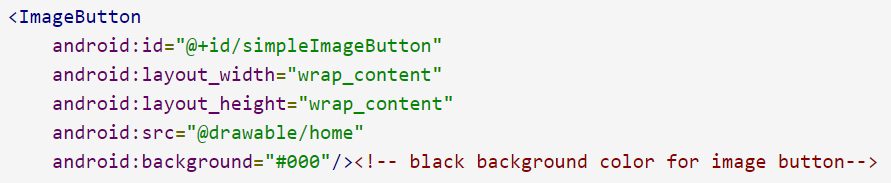 <ImageButton
android:id="@+id/simpleImageButton"
android:layout_width="wrap_content"
android:layout_height="wrap_content"
android:src="@drawable/home"
android:background="#000"/><!-- black background color for image button-->